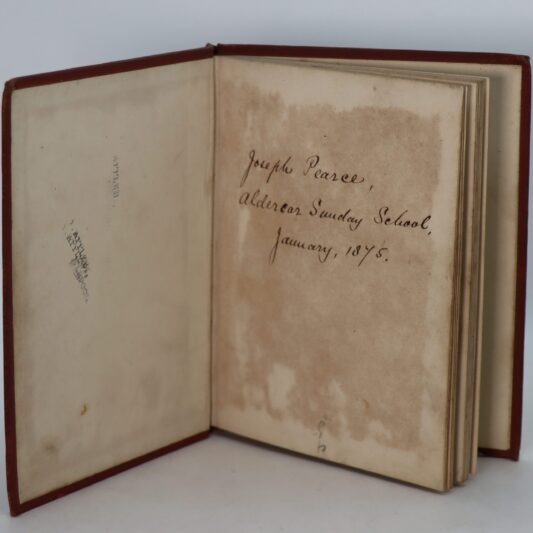 Joseph Pearce,
Aldercar Sunday School,
January, 1875.